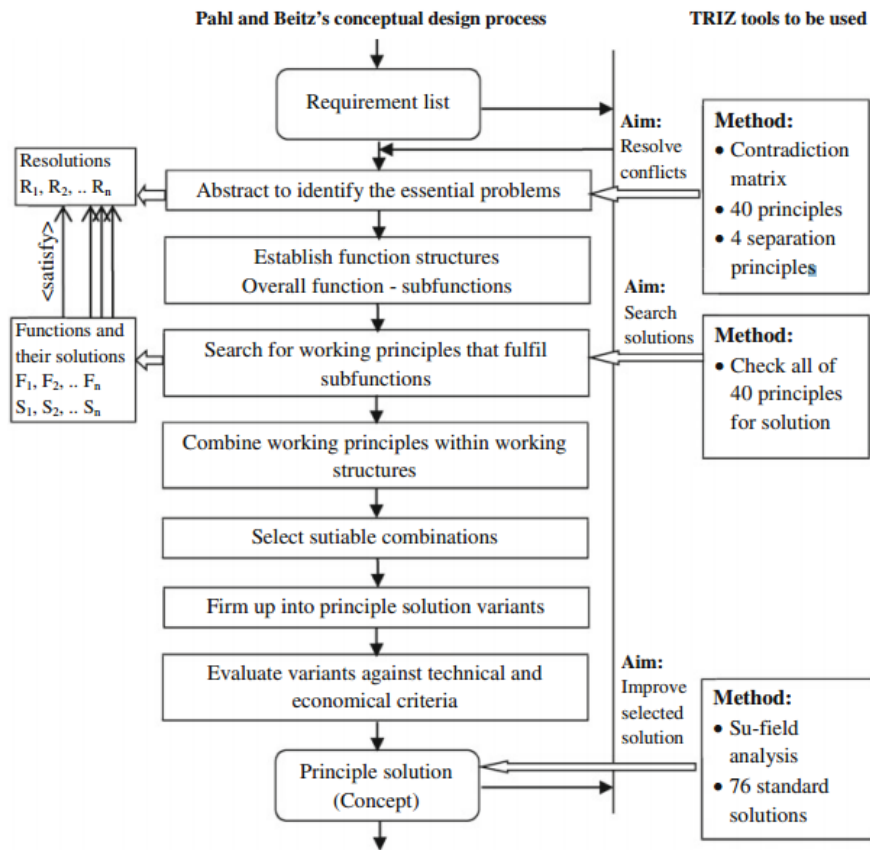 Pahl and Beitz's conceptual design process
TRIZ tools to be used
Requirement list
Aim:
Resolve
conflicts
Method:
• Contradiction
matrix
• 40 principles
• 4 separation
principles
Resolutions
R₁, R₂, .. Rₙ
Abstract to identify the essential problems
<satisfy>
Establish function structures
Overall function - subfunctions
Aim:
Search
solutions
Functions and
their solutions
F₁, F₂, .. Fₙ
S₁, S₂, .. Sₙ
Search for working principles that fulfil
subfunctions
Method:
• Check all of
40 principles
for solution
Combine working principles within working
structures
Select sutiable combinations
Firm up into principle solution variants
Evaluate variants against technical and
economical criteria
Aim:
Improve
selected
solution
Method:
• Su-field
analysis
• 76 standard
solutions
Principle solution
(Concept)